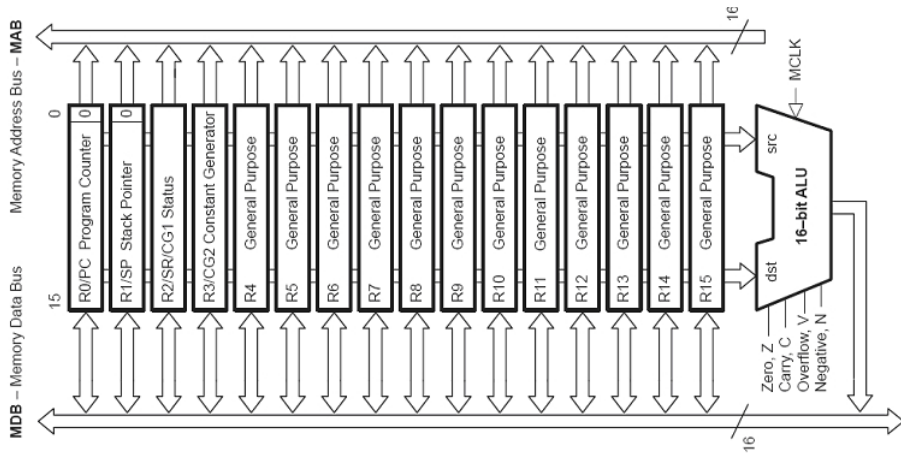 MDB – Memory Data Bus
Memory Address Bus – MAB
15
0
R0/PC Program Counter
0
R1/SP Stack Pointer
0
R2/SR/CG1 Status
R3/CG2 Constant Generator
R4 General Purpose
R5 General Purpose
R6 General Purpose
R7 General Purpose
R8 General Purpose
R9 General Purpose
R10 General Purpose
R11 General Purpose
R12 General Purpose
R13 General Purpose
R14 General Purpose
R15 General Purpose
16
16
Zero, Z
Carry, C
Overflow, V
Negative, N
dst
src
16–bit ALU
MCLK